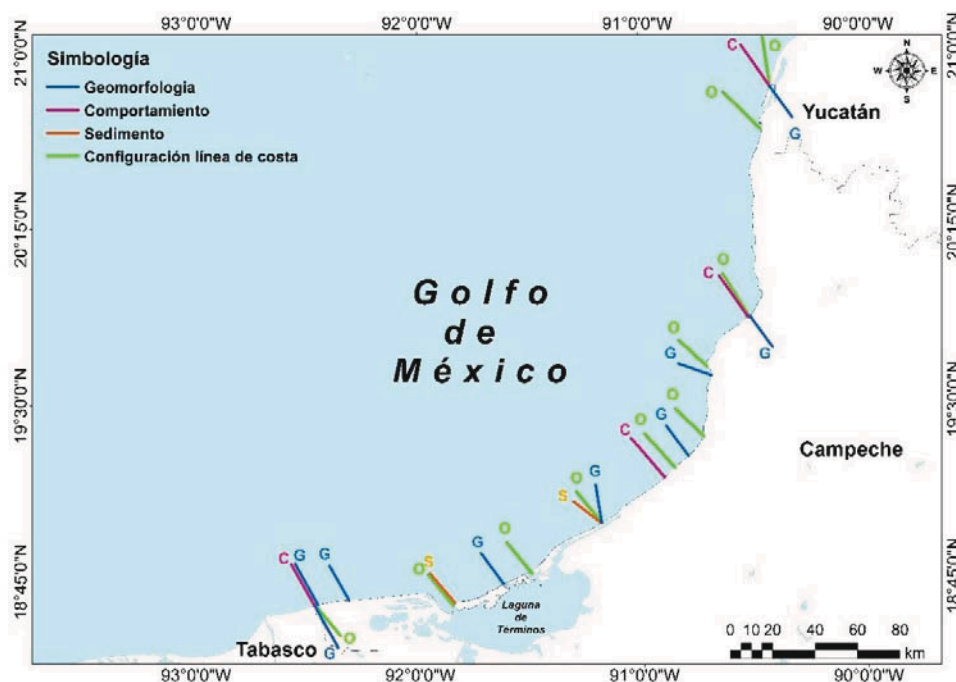 93°0'0"W 92°0'0"W 91°0'0"W 90°0'0"W
21°0'0"N
21°0'0"N
Simbología
Geomorfologia
Comportamiento
Sedimento
Configuración línea de costa
C
O
N
W E
S
O
Yucatán
G
20°15'0"N
20°15'0"N
O
C
Golfo
de
México
O
G
G
19°30'0"N
19°30'0"N
O
G
O
C
Campeche
G
O
S
O
G
G
G
C
S
O
18°45'0"N
18°45'0"N
Laguna
de
Términos
O
G
Tabasco
0 10 20 40 60 80
km
93°0'0"W 92°0'0"W 91°0'0"W 90°0'0"W